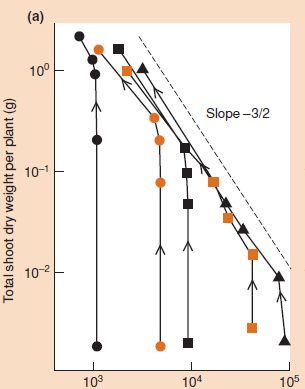 (a)
Total shoot dry weight per plant (g)
10⁰
10⁻¹
10⁻²
Slope –3/2
10³
10⁴
10⁵